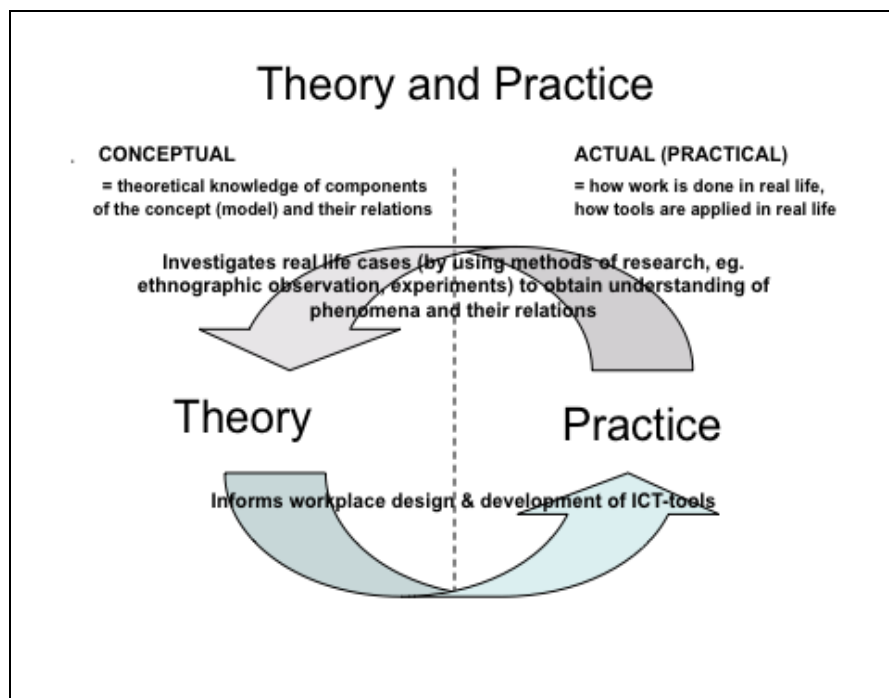 Theory and Practice
CONCEPTUAL
= theoretical knowledge of components
of the concept (model) and their relations
ACTUAL (PRACTICAL)
= how work is done in real life,
how tools are applied in real life
Investigates real life cases (by using methods of research, eg.
ethnographic observation, experiments) to obtain understanding of
phenomena and their relations
Theory
Practice
Informs workplace design & development of ICT-tools